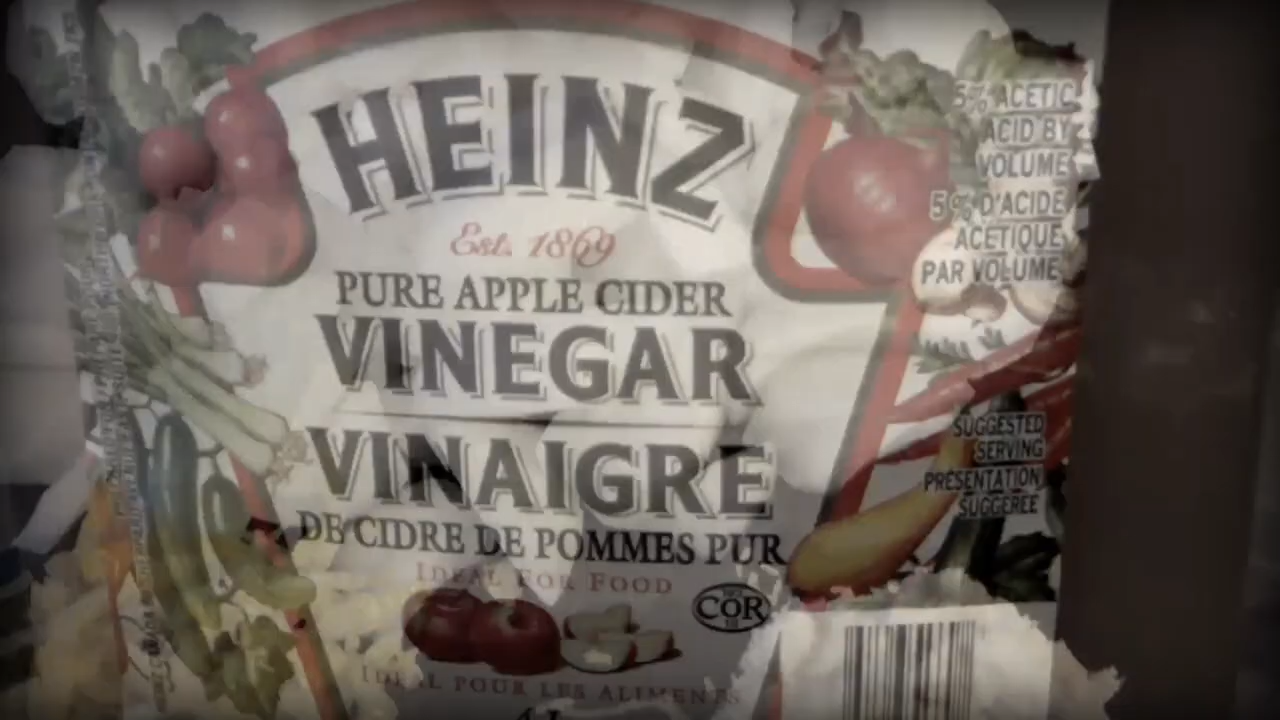 HEINZ
Est. 1869
PURE APPLE CIDER
VINEGAR
VINAIGRE
DE CIDRE DE POMMES PUR
IDEAL FOR FOOD
COR
IDÉAL POUR LES ALIMENTS
5% ACETIC
ACID BY
VOLUME
5% D'ACIDE
ACÉTIQUE
PAR VOLUME
SUGGESTED
SERVING
PRÉSENTATION
SUGGÉRÉE